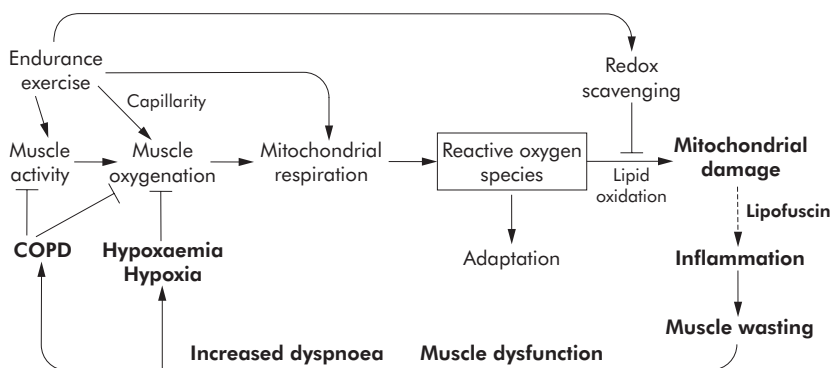 Endurance
exercise
Redox
scavenging
Capillarity
Muscle
activity
Muscle
oxygenation
Mitochondrial
respiration
Reactive oxygen
species
Lipid
oxidation
Mitochondrial
damage
Lipofuscin
COPD
Hypoxaemia
Hypoxia
Adaptation
Inflammation
Muscle wasting
Increased dyspnoea
Muscle dysfunction